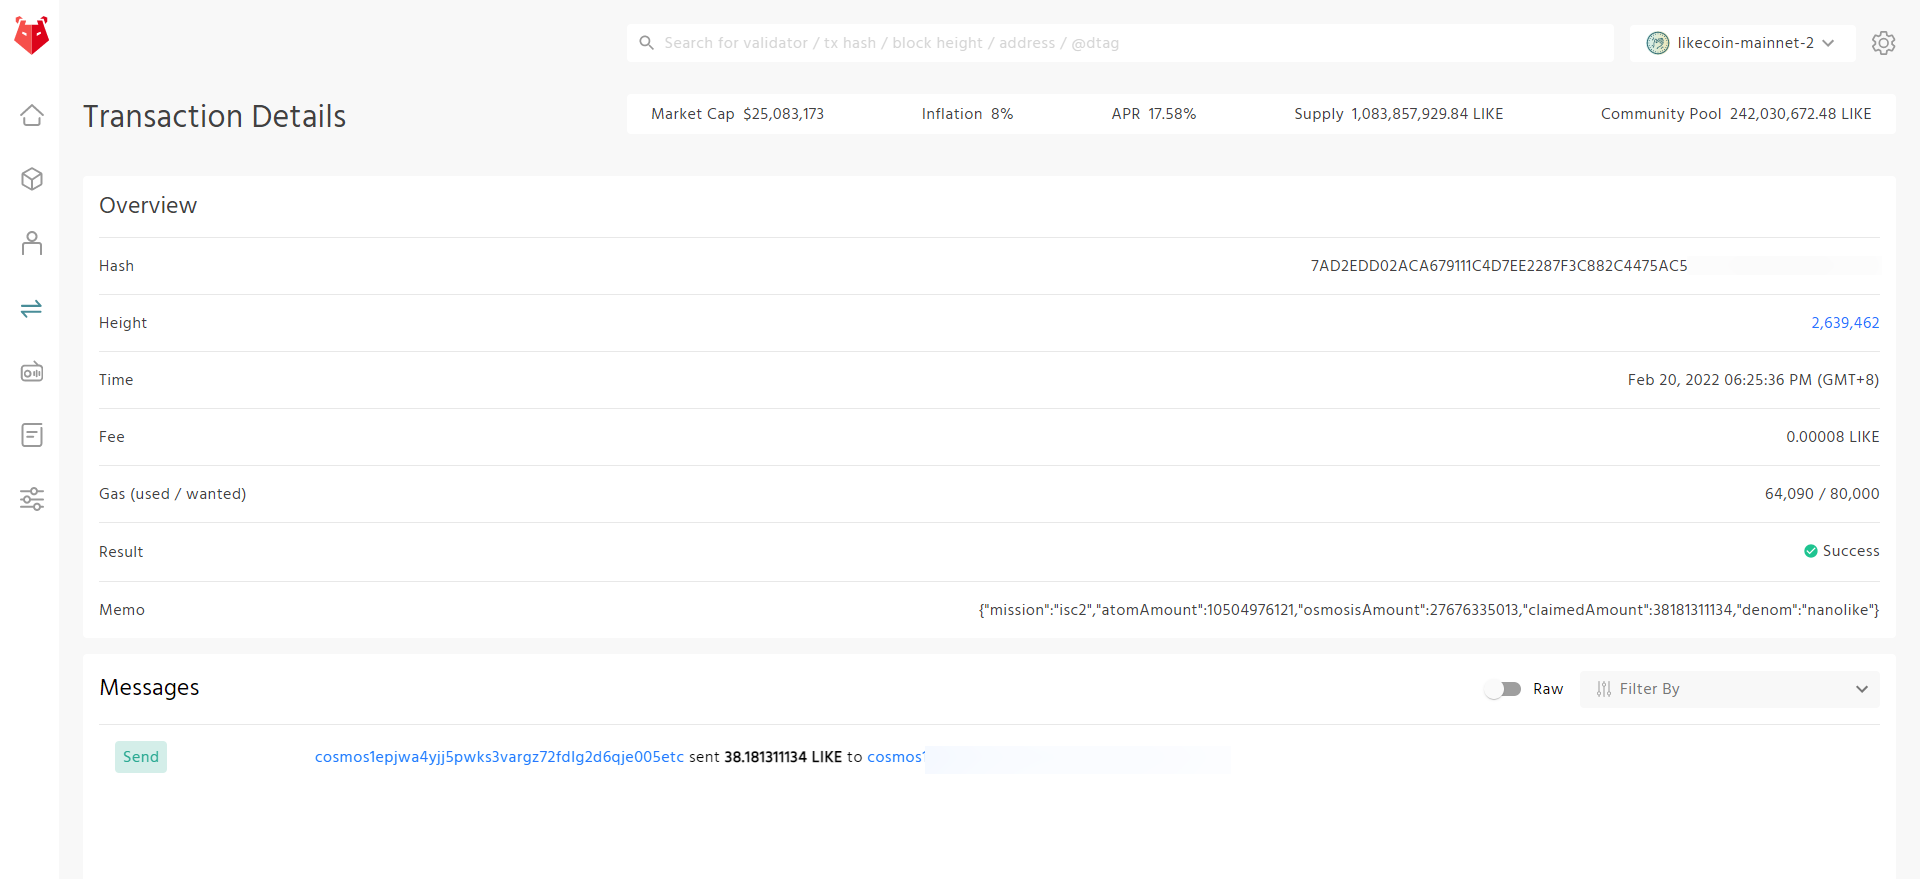 Search for validator / tx hash / block height / address / @dtag
likecoin-mainnet-2
Transaction Details
Market Cap $25,083,173 Inflation 8% APR 17.58% Supply 1,083,857,929.84 LIKE Community Pool 242,030,672.48 LIKE
Overview
Hash 7AD2EDD02ACA679111C4D7EE2287F3C882C4475AC5
Height 2,639,462
Time Feb 20, 2022 06:25:36 PM (GMT+8)
Fee 0.00008 LIKE
Gas (used / wanted) 64,090 / 80,000
Result Success
Memo {"mission":"isc2","atomAmount":10504976121,"osmosisAmount":27676335013,"claimedAmount":38181311134,"denom":"nanolike"}
Messages Raw Filter By
Send cosmos1epjwa4yjj5pwks3vargz72fdlg2d6qje005etc sent 38.181311134 LIKE to cosmos1